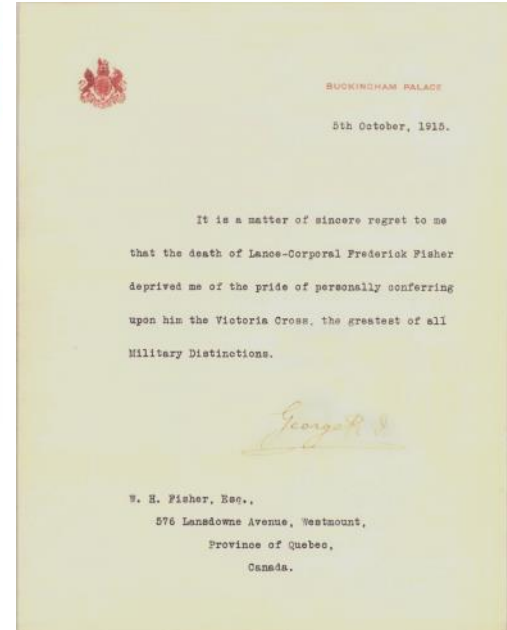 BUCKINGHAM PALACE
5th October, 1915.
It is a matter of sincere regret to me
that the death of Lance-Corporal Frederick Fisher
deprived me of the pride of personally conferring
upon him the Victoria Cross, the greatest of all
Military Distinctions.
George R. I.
W. H. Fisher, Esq.,
576 Lansdowne Avenue, Westmount,
Province of Quebec,
Canada.